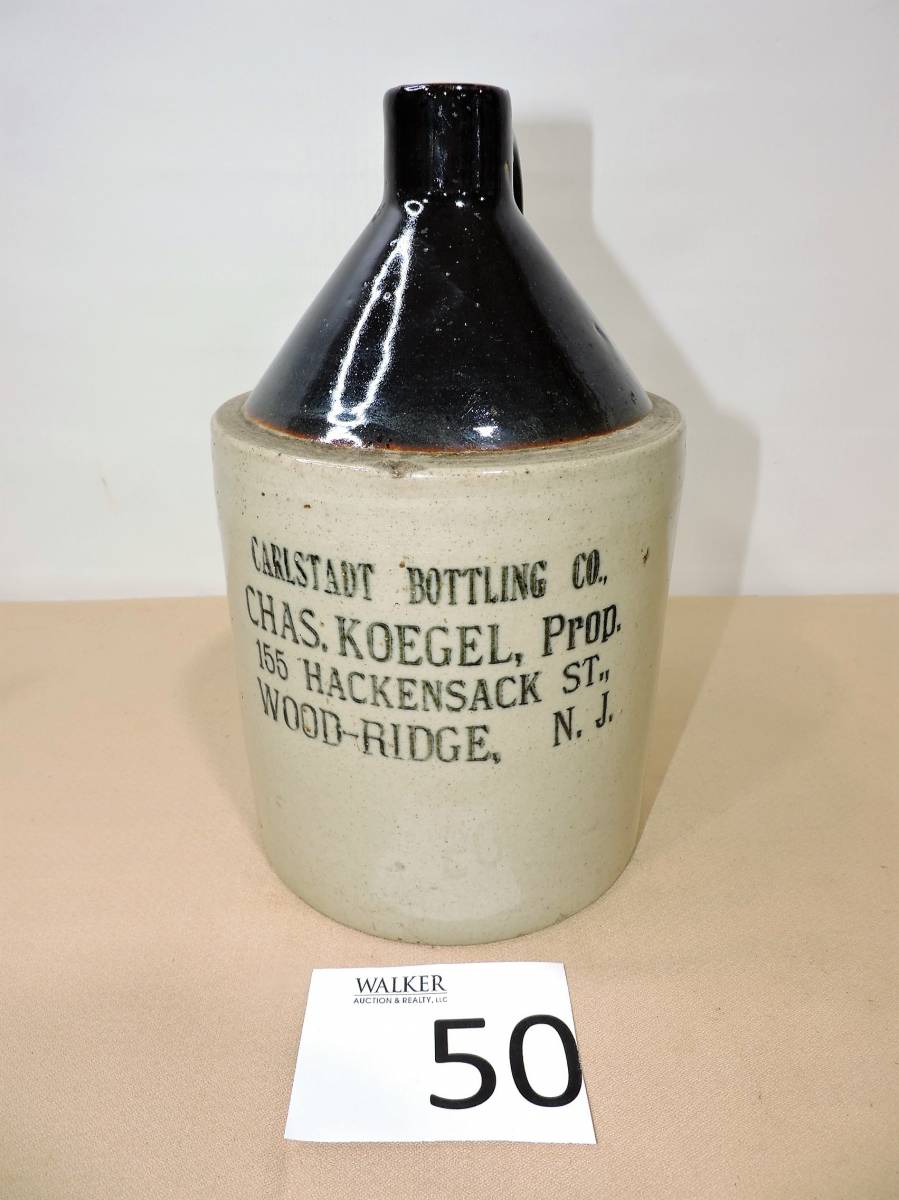 CARLSTADT BOTTLING CO.,
CHAS. KOEGEL, Prop.
155 HACKENSACK ST.,
WOOD-RIDGE, N. J.
WALKER
AUCTION & REALTY, LLC
50